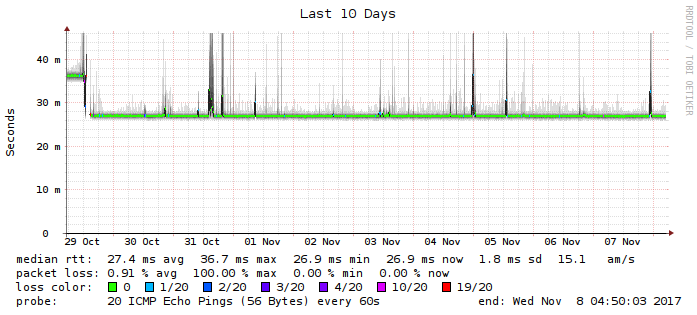 Last 10 Days
RRDTOOL / TOBI OETIKER
Seconds
40 m
30 m
20 m
10 m
0
29 Oct 30 Oct 31 Oct 01 Nov 02 Nov 03 Nov 04 Nov 05 Nov 06 Nov 07 Nov
median rtt: 27.4 ms avg 36.7 ms max 26.9 ms min 26.9 ms now 1.8 ms sd 15.1 am/s
packet loss: 0.91 % avg 100.00 % max 0.00 % min 0.00 % now
loss color: 0 1/20 2/20 3/20 4/20 10/20 19/20
probe: 20 ICMP Echo Pings (56 Bytes) every 60s end: Wed Nov 8 04:50:03 2017